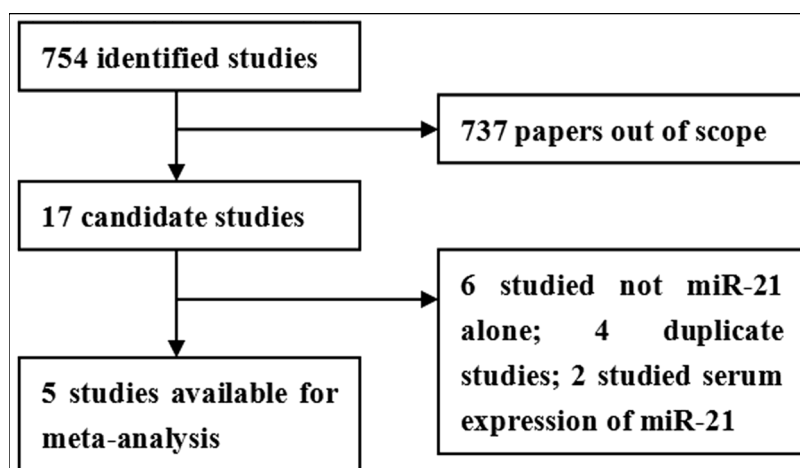 754 identified studies
737 papers out of scope
17 candidate studies
6 studied not miR-21
alone; 4 duplicate
studies; 2 studied serum
expression of miR-21
5 studies available for
meta-analysis